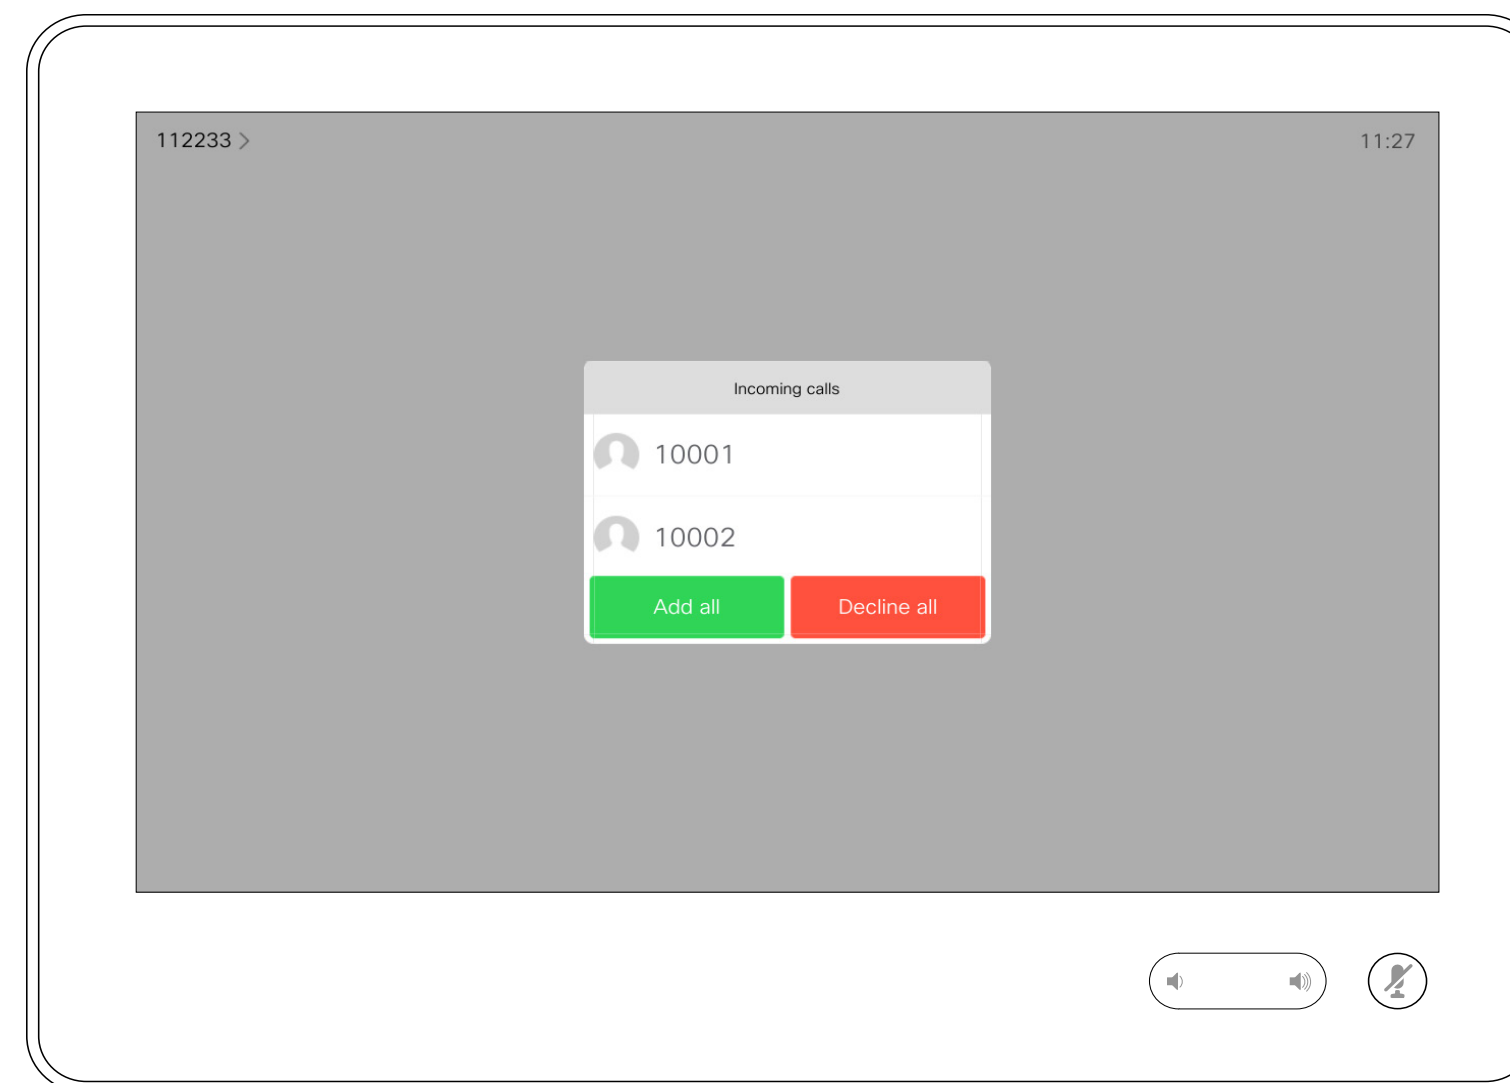 112233 >
11:27
Incoming calls
10001
10002
Add all
Decline all